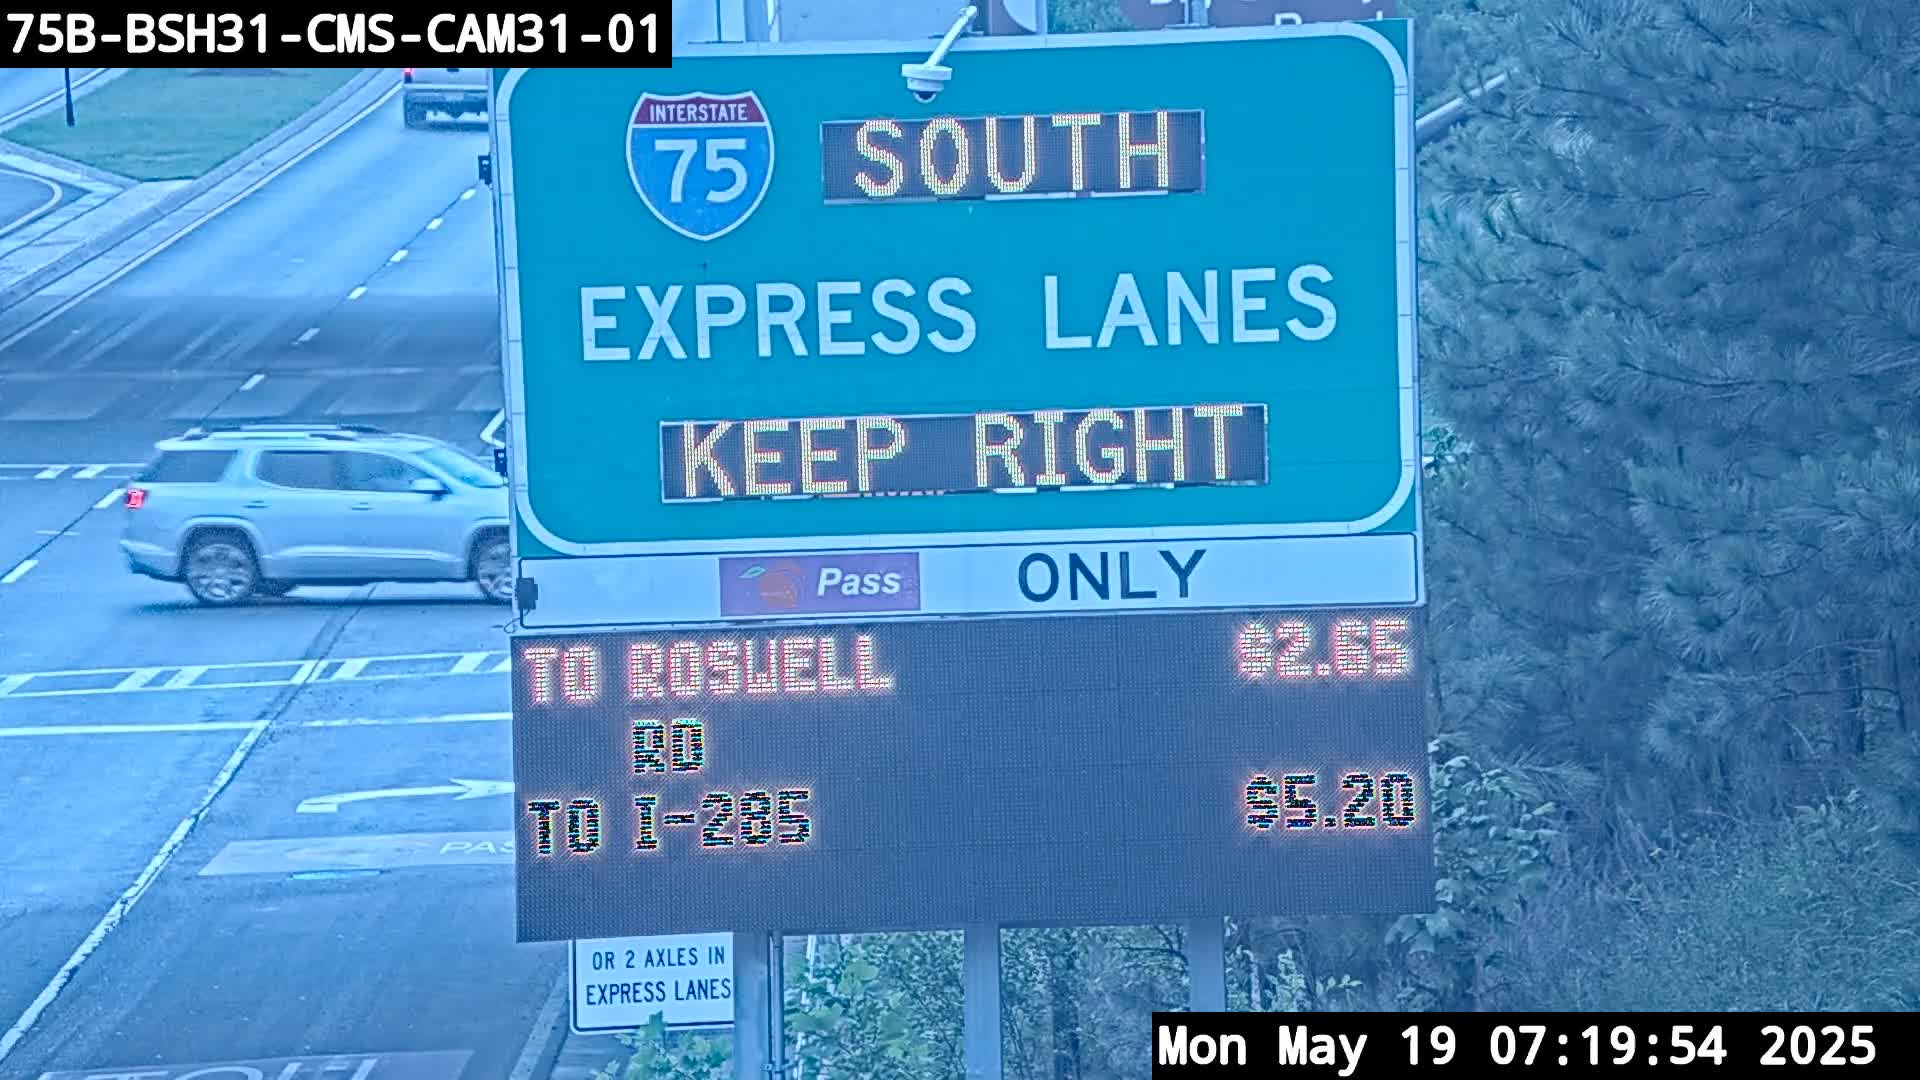 75B-BSH31-CMS-CAM31-01
INTERSTATE
75
SOUTH
EXPRESS LANES
KEEP RIGHT
Pass
ONLY
TO ROSWELL $2.65
RD
TO I-285 $5.20
OR 2 AXLES IN
EXPRESS LANES
Mon May 19 07:19:54 2025